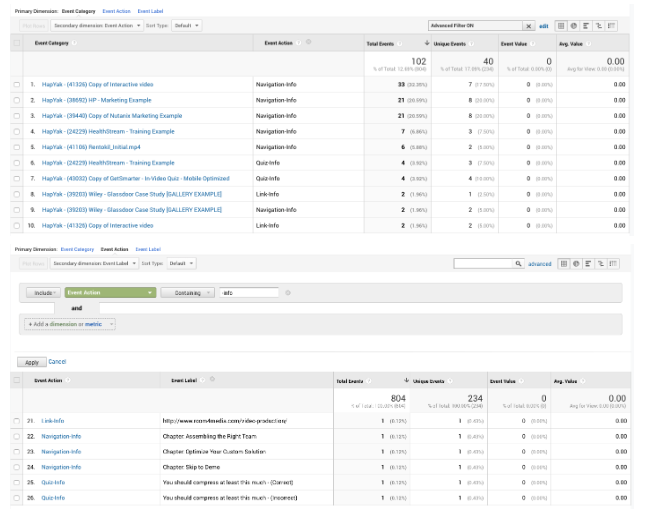 Primary Dimension: Event Category Event Action Event Label
Plot Rows Secondary dimension: Event Action Sort Type: Default Advanced Filter ON edit
Event Category Event Action Total Events Unique Events Event Value Avg. Value
102 40 0 0.00
% of Total: (804) % of Total: (234) % of Total: 0.00% (0) Avg for View: 0.00 (0.00%)
1. HapYak - (41326) Copy of Interactive video Navigation-Info 33 7 0 (0.00%) 0.00
2. HapYak - (38692) HP - Marketing Example Navigation-Info 21 8 (20.00%) 0 (0.00%) 0.00
3. HapYak - (39440) Copy of Nutanix Marketing Example Navigation-Info 21 8 (20.00%) 0 (0.00%) 0.00
4. HapYak - (24229) HealthStream - Training Example Navigation-Info 7 (6.86%) 3 (7.50%) 0 (0.00%) 0.00
5. HapYak - (41106) Rentokil_Initial.mp4 Navigation-Info 6 (5.88%) 2 (5.00%) 0 (0.00%) 0.00
6. HapYak - (24229) HealthStream - Training Example Quiz-Info 4 (3.92%) 3 (7.50%) 0 (0.00%) 0.00
7. HapYak - (43032) Copy of GetSmarter - In-Video Quiz - Mobile Optimized Quiz-Info 4 (3.92%) 4 (10.00%) 0 (0.00%) 0.00
8. HapYak - (39203) Wiley - Glassdoor Case Study [GALLERY EXAMPLE] Link-Info 2 (1.96%) 1 (2.50%) 0 (0.00%) 0.00
9. HapYak - (39203) Wiley - Glassdoor Case Study [GALLERY EXAMPLE] Navigation-Info 2 (1.96%) 2 (5.00%) 0 (0.00%) 0.00
10. HapYak - (41326) Copy of Interactive video Link-Info 2 (1.96%) 2 (5.00%) 0 (0.00%) 0.00
Primary Dimension: Event Category Event Action Event Label
Plot Rows Secondary dimension: Event Label Sort Type: Default advanced
Include Event Action Containing -info
and
+ Add a dimension or metric
Apply Cancel
Event Action Event Label Total Events Unique Events Event Value Avg. Value
804 234 0 0.00
% of Total: 100.00% (804) % of Total: 100.00% (234) % of Total: 0.00% (0) Avg for View: 0.00 (0.00%)
21. Link-Info http://www.room4media.com/video-production/ 1 (0.12%) 1 (0.43%) 0 (0.00%) 0.00
22. Navigation-Info Chapter: Assembling the Right Team 1 (0.12%) 1 (0.43%) 0 (0.00%) 0.00
23. Navigation-Info Chapter: Optimize Your Custom Solution 1 (0.12%) 1 (0.43%) 0 (0.00%) 0.00
24. Navigation-Info Chapter: Skip to Demo 1 (0.12%) 1 (0.43%) 0 (0.00%) 0.00
25. Quiz-Info You should compress at least this much - (Correct) 1 (0.12%) 1 (0.43%) 0 (0.00%) 0.00
26. Quiz-Info You should compress at least this much - (Incorrect) 1 (0.12%) 1 (0.43%) 0 (0.00%) 0.00